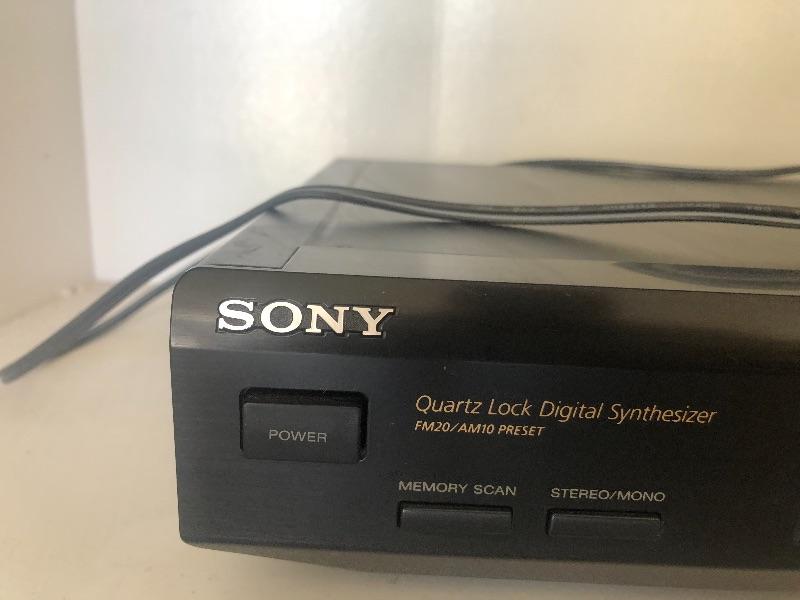 SONY
POWER
Quartz Lock Digital Synthesizer
FM20/AM10 PRESET
MEMORY SCAN
STEREO/MONO